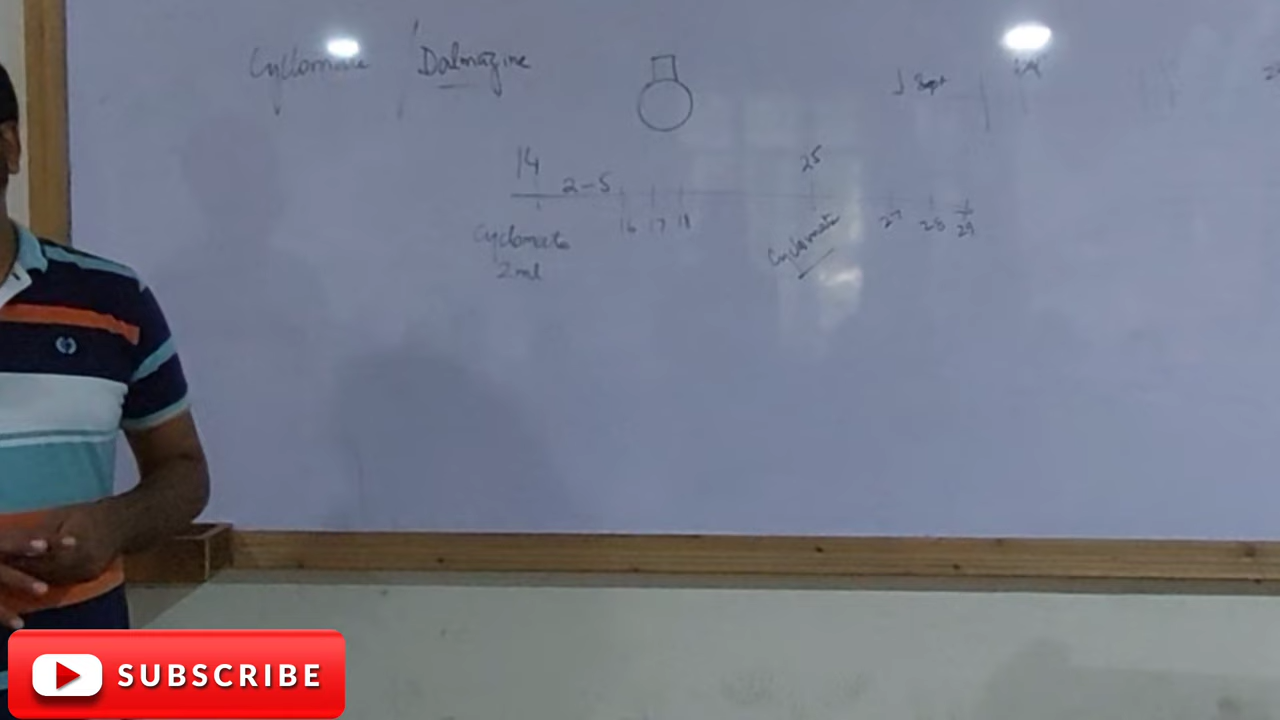 Cyclomate / Dalmazine
14
25
2-5
16 17 18
27 28 29
Cyclomate
2ml
Cyclomate
SUBSCRIBE